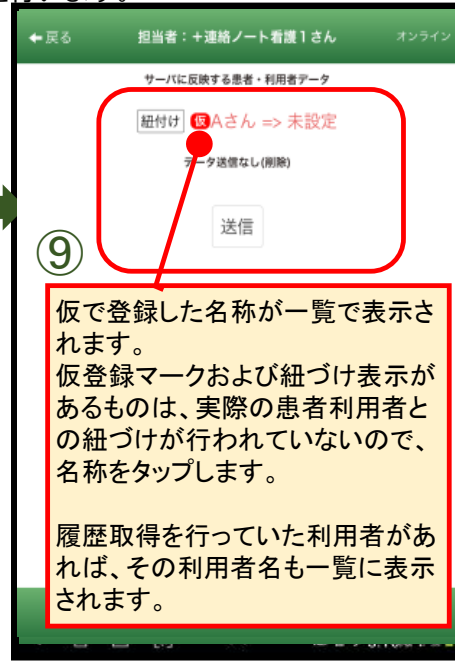 行います。
戻る 担当者：+連絡ノート看護1さん オンライン
サーバに反映する患者・利用者データ
紐付け 仮Aさん => 未設定
データ送信なし(削除)
送信
⑨
仮で登録した名称が一覧で表示さ
れます。
仮登録マークおよび紐づけ表示が
あるものは、実際の患者利用者と
の紐づけが行われていないので、
名称をタップします。
履歴取得を行っていた利用者があ
れば、その利用者名も一覧に表示
されます。